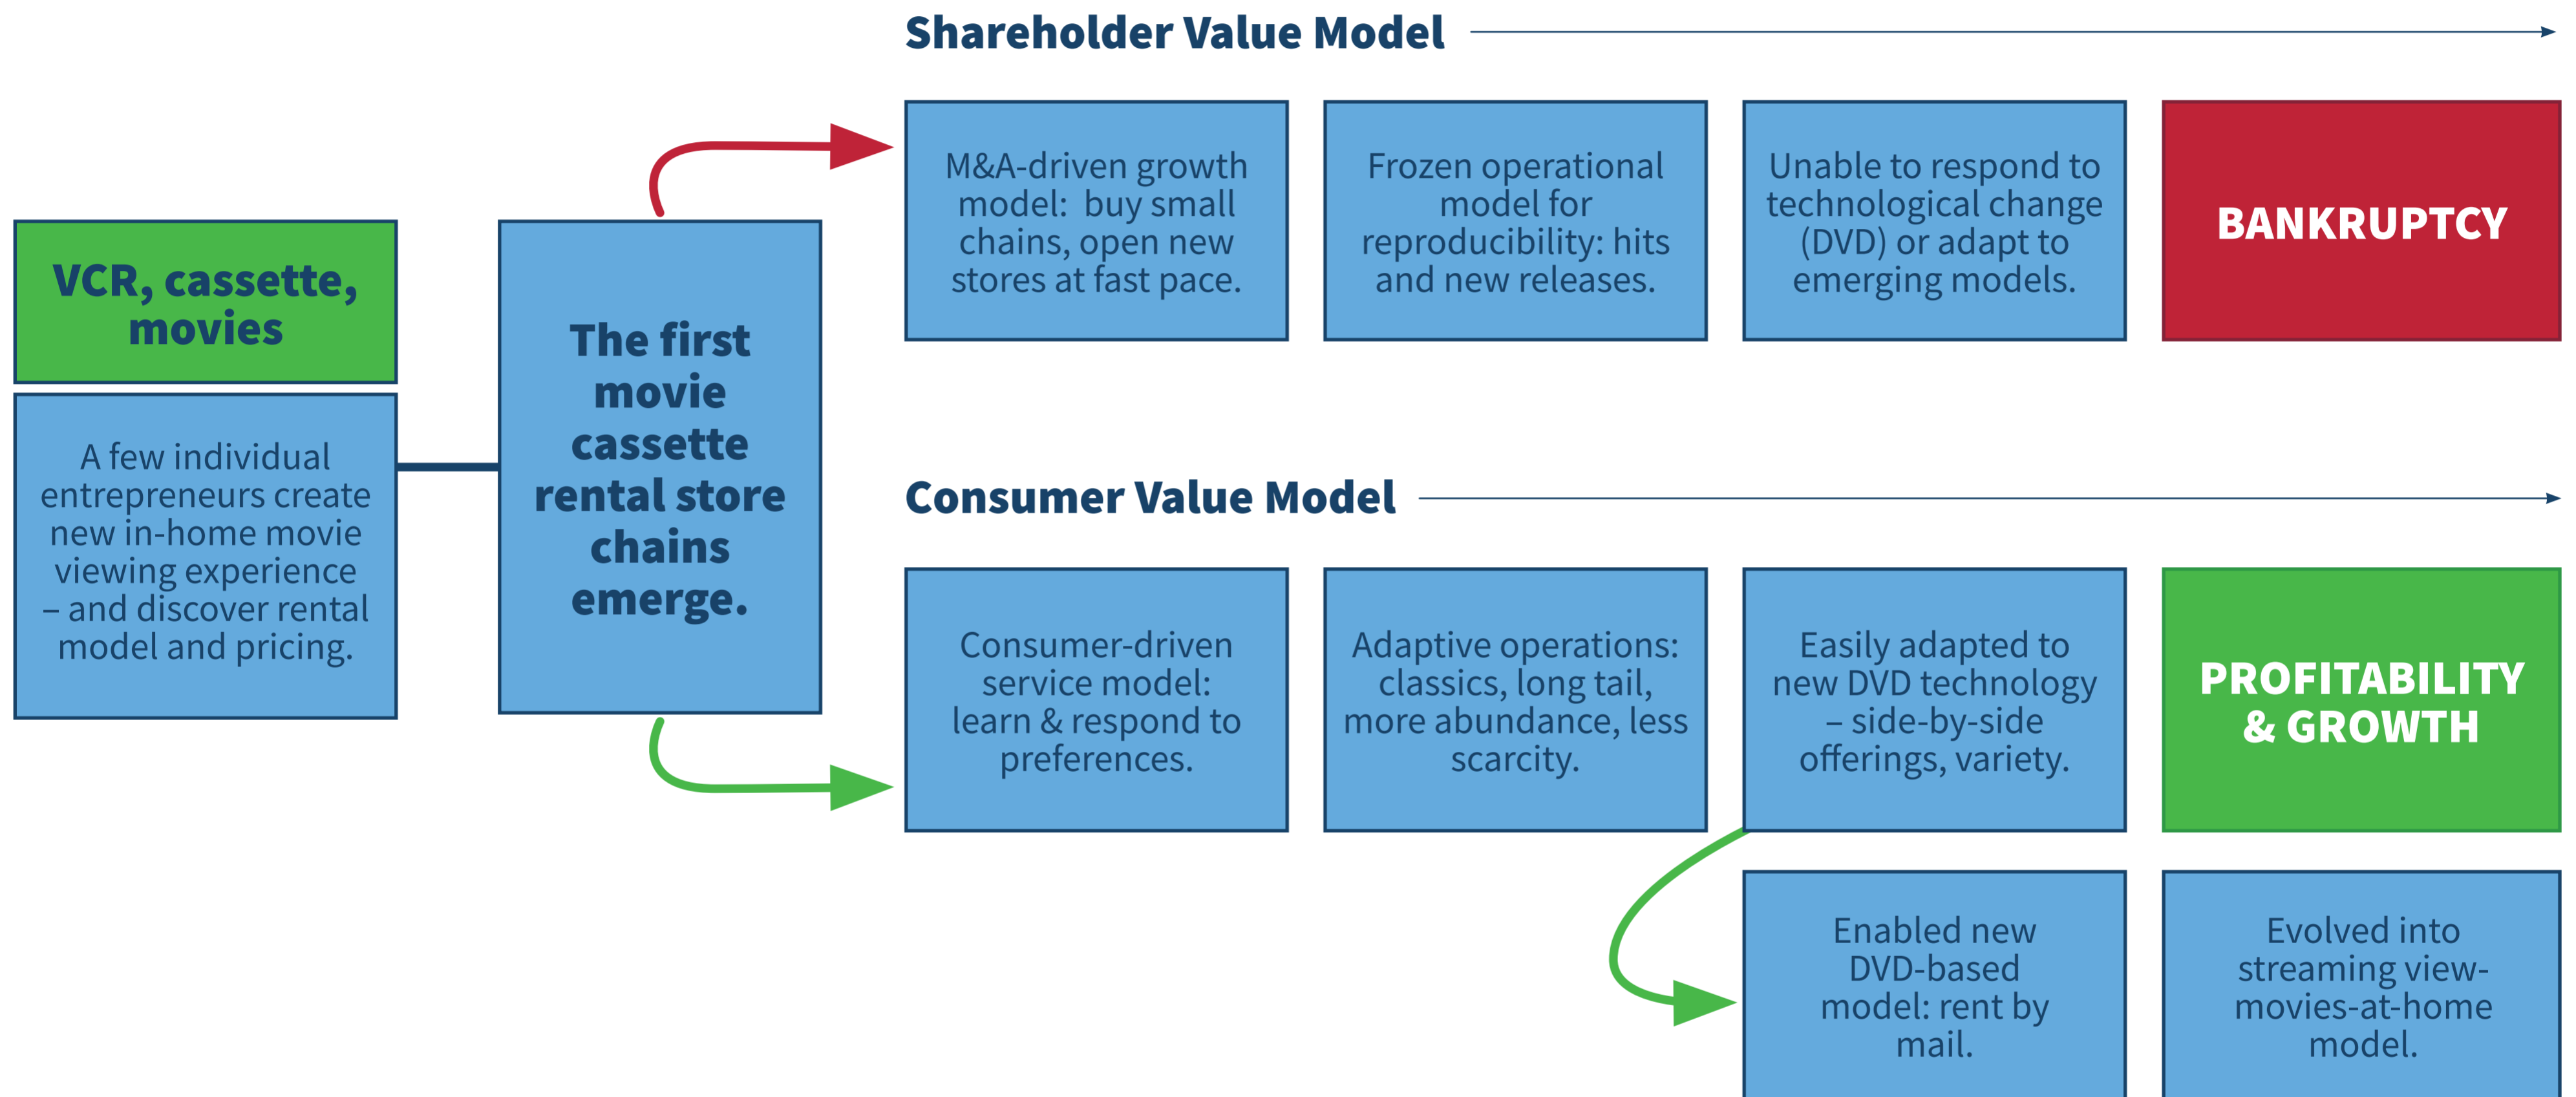 VCR, cassette,
movies
A few individual
entrepreneurs create
new in-home movie
viewing experience
– and discover rental
model and pricing.
The first
movie
cassette
rental store
chains
emerge.
Shareholder Value Model
M&A-driven growth
model:  buy small
chains, open new
stores at fast pace.
Frozen operational
model for
reproducibility: hits
and new releases.
Unable to respond to
technological change
(DVD) or adapt to
emerging models.
BANKRUPTCY
Consumer Value Model
Consumer-driven
service model:
learn & respond to
preferences.
Adaptive operations:
classics, long tail,
more abundance, less
scarcity.
Easily adapted to
new DVD technology
– side-by-side
offerings, variety.
PROFITABILITY
& GROWTH
Enabled new
DVD-based
model: rent by
mail.
Evolved into
streaming view-
movies-at-home
model.